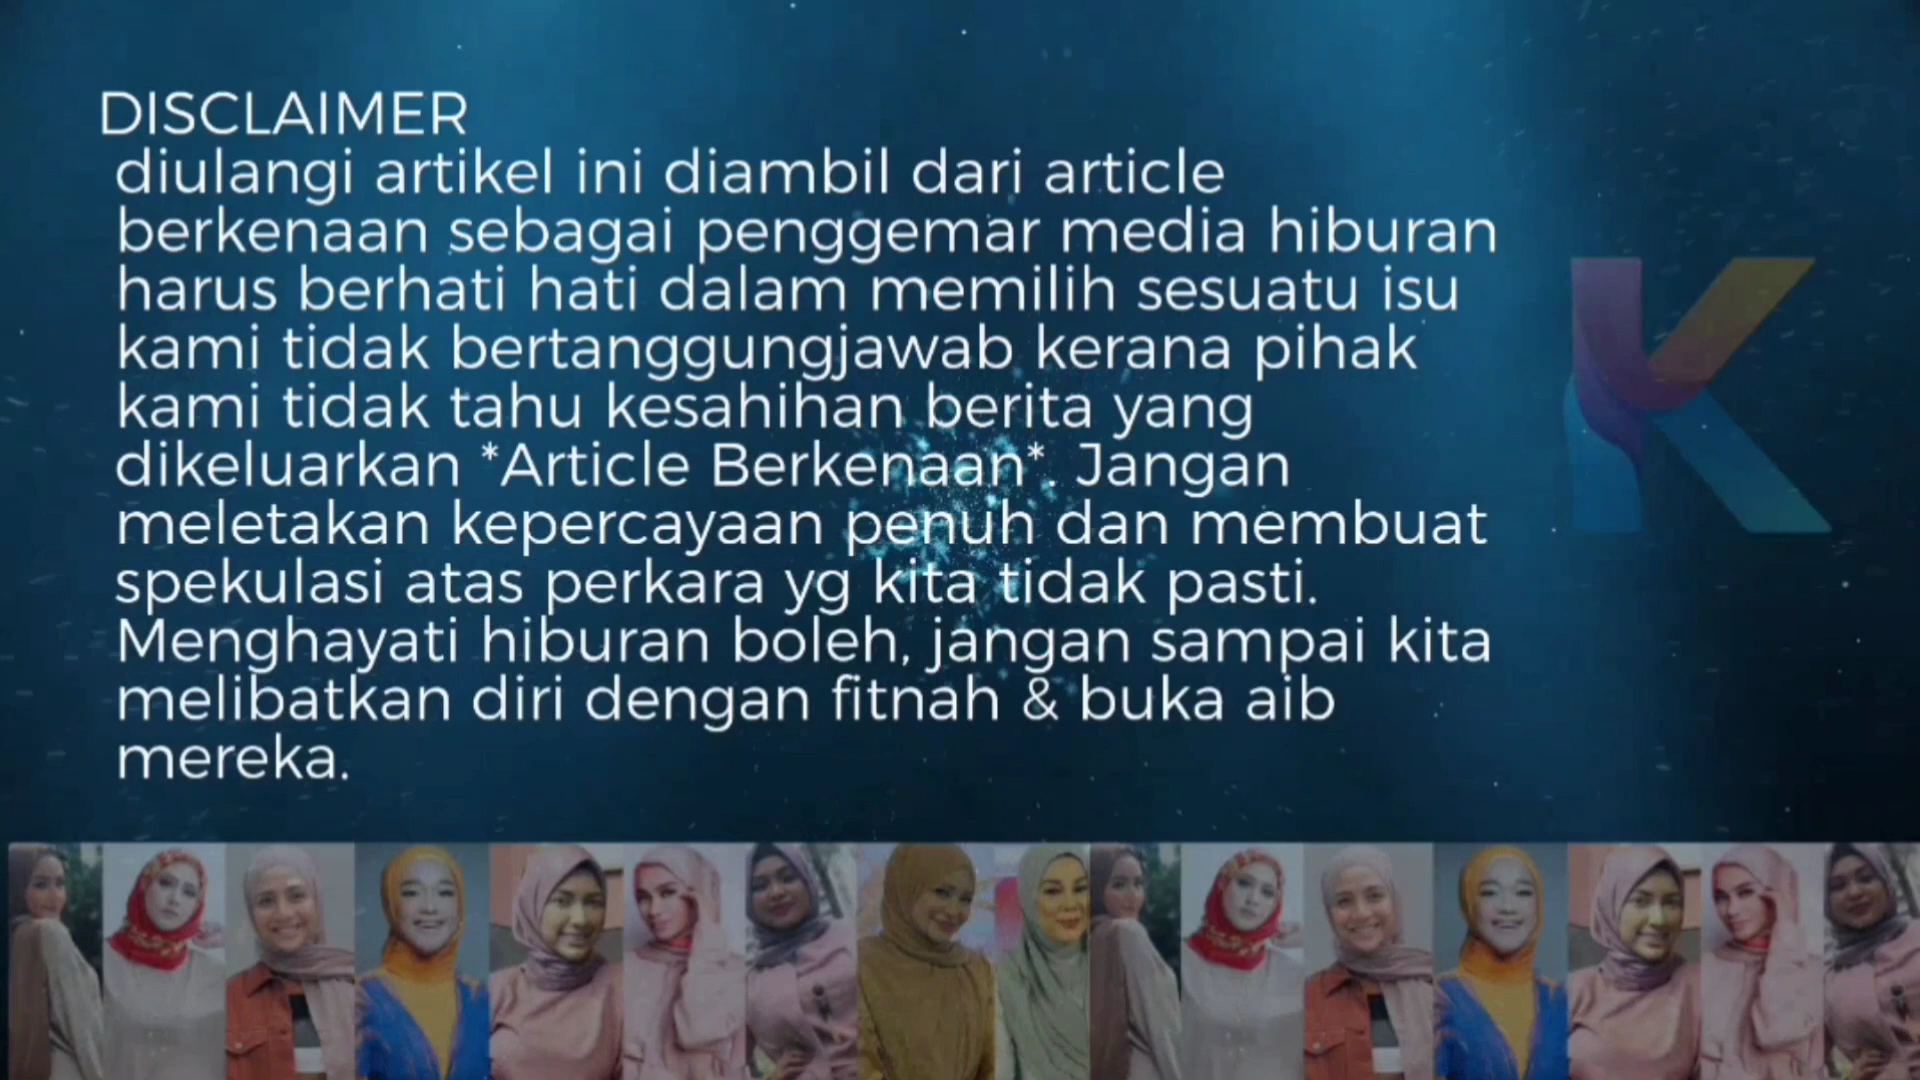 DISCLAIMER
diulangi artikel ini diambil dari article
berkenaan sebagai penggemar media hiburan
harus berhati hati dalam memilih sesuatu isu
kami tidak bertanggungjawab kerana pihak
kami tidak tahu kesahihan berita yang
dikeluarkan *Article Berkenaan*. Jangan
meletakan kepercayaan penuh dan membuat
spekulasi atas perkara yg kita tidak pasti.
Menghayati hiburan boleh, jangan sampai kita
melibatkan diri dengan fitnah & buka aib
mereka.
K